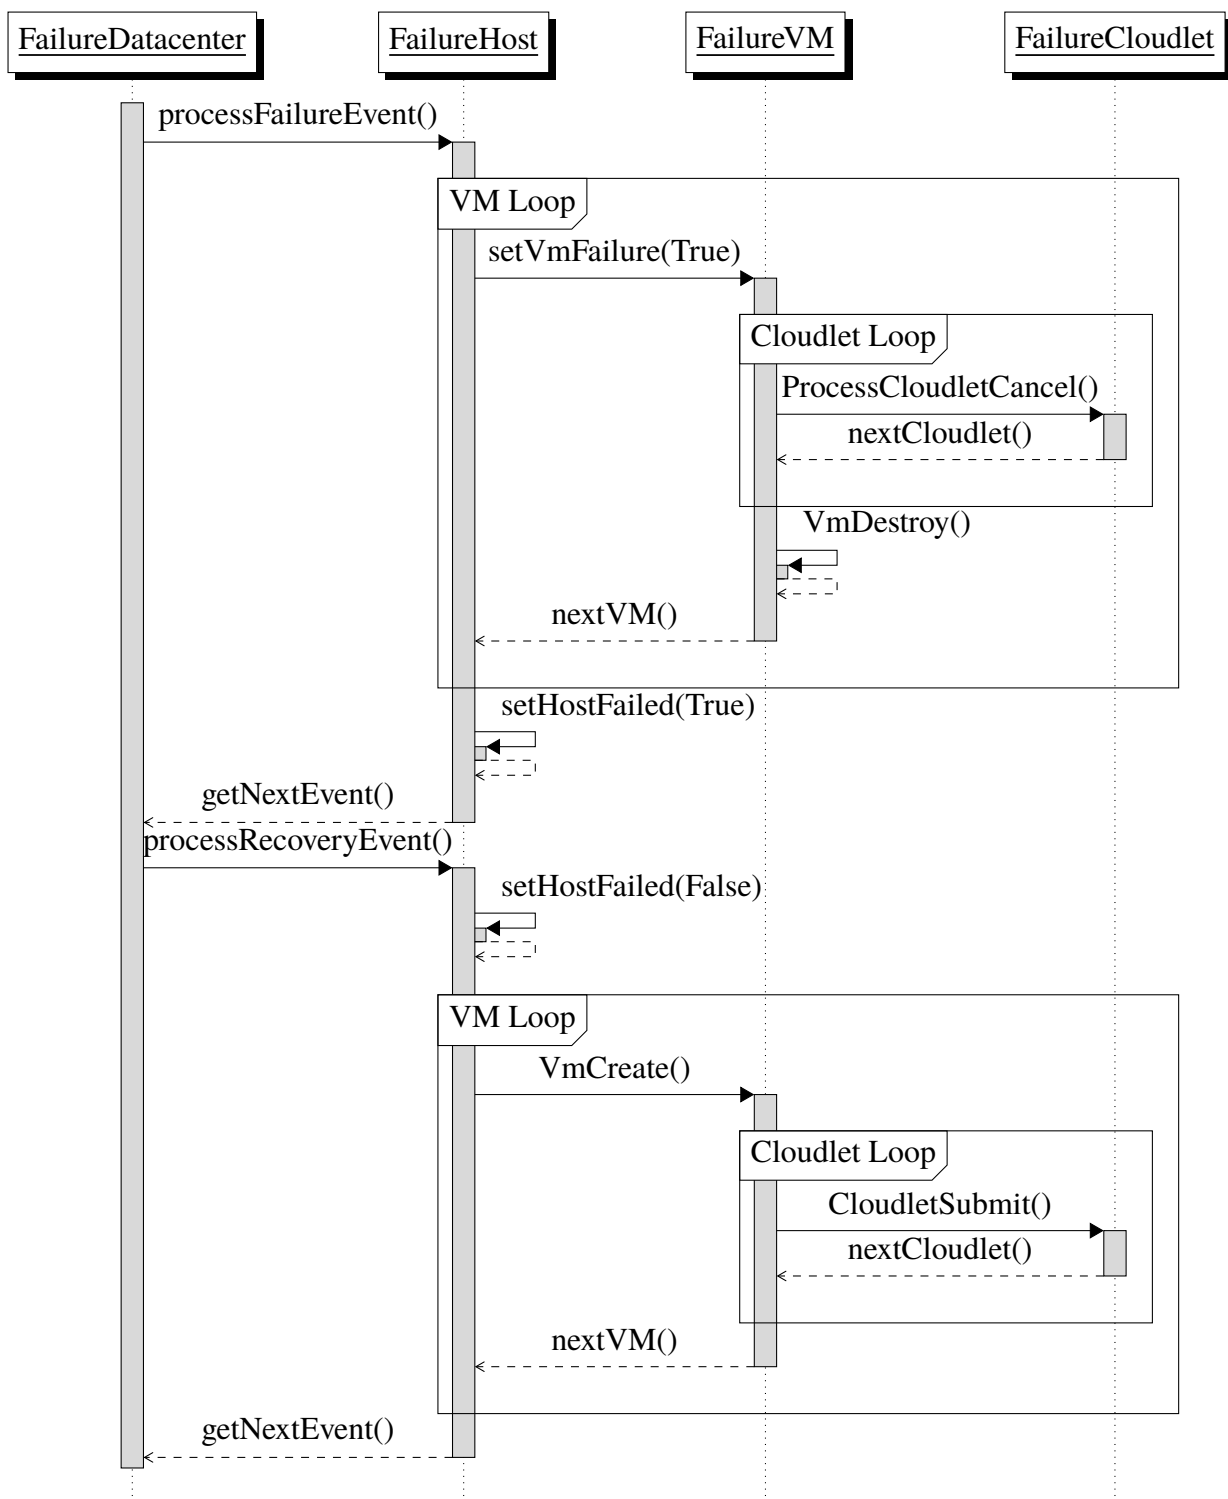 FailureDatacenter
FailureHost
FailureVM
FailureCloudlet
processFailureEvent()
VM Loop
setVmFailure(True)
Cloudlet Loop
ProcessCloudletCancel()
nextCloudlet()
VmDestroy()
nextVM()
setHostFailed(True)
getNextEvent()
processRecoveryEvent()
setHostFailed(False)
VM Loop
VmCreate()
Cloudlet Loop
CloudletSubmit()
nextCloudlet()
nextVM()
getNextEvent()